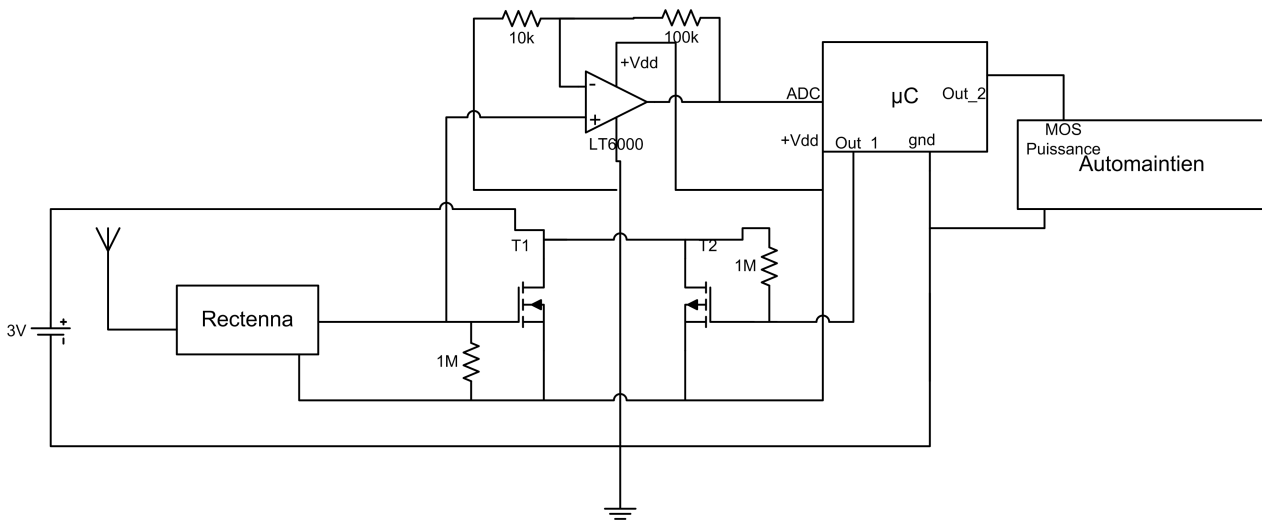 10k
100k
+Vdd
-
+
LT6000
ADC
µC
Out_2
+Vdd
Out_1
gnd
MOS
Puissance
Automaintien
T1
T2
1M
Rectenna
3V
+
-
1M